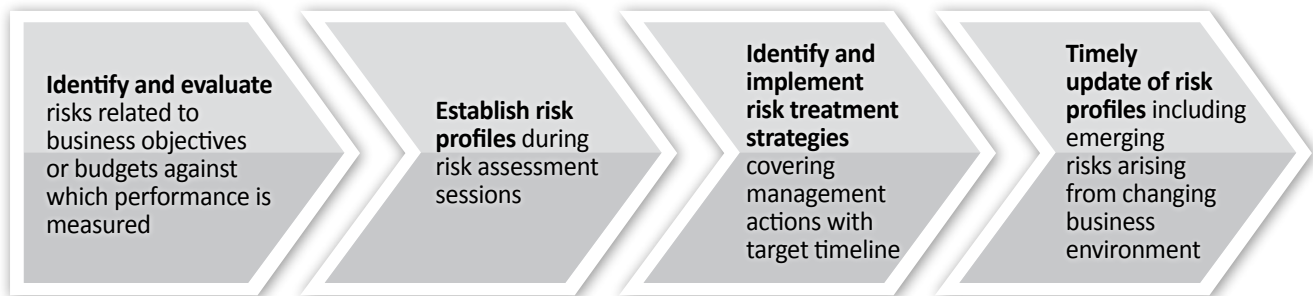 Identify and evaluate
risks related to
business objectives
or budgets against
which performance is
measured
Establish risk
profiles during
risk assessment
sessions
Identify and
implement
risk treatment
strategies
covering
management
actions with
target timeline
Timely
update of risk
profiles including
emerging
risks arising
from changing
business
environment